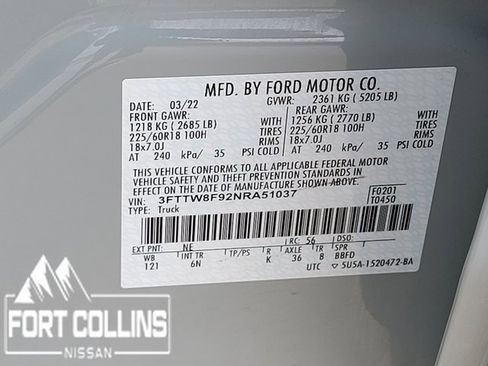 MFD. BY FORD MOTOR CO.
DATE: 03/22 GVWR: 2361 KG ( 5205 LB)
FRONT GAWR: REAR GAWR:
1218 KG ( 2685 LB) WITH 1256 KG ( 2770 LB) WITH
225/60R18 100H TIRES 225/60R18 100H TIRES
18x7.0J RIMS 18x7.0J RIMS
AT 240 kPa/ 35 PSI COLD AT 240 kPa/ 35 PSI COLD
THIS VEHICLE CONFORMS TO ALL APPLICABLE FEDERAL MOTOR
VEHICLE SAFETY STANDARDS IN EFFECT ON THE DATE OF MANUFACTURE SHOWN ABOVE.
VIN: 3FTTW8F92NRA51037 F0201
TYPE: Truck T0450
EXT PNT: NE RC: 56 DSO:
WB INT TR TP/PS R AXLE TR BBFD
121 6N K 36 8
UTC 5U5A-1520472-BA
FORT COLLINS
NISSAN